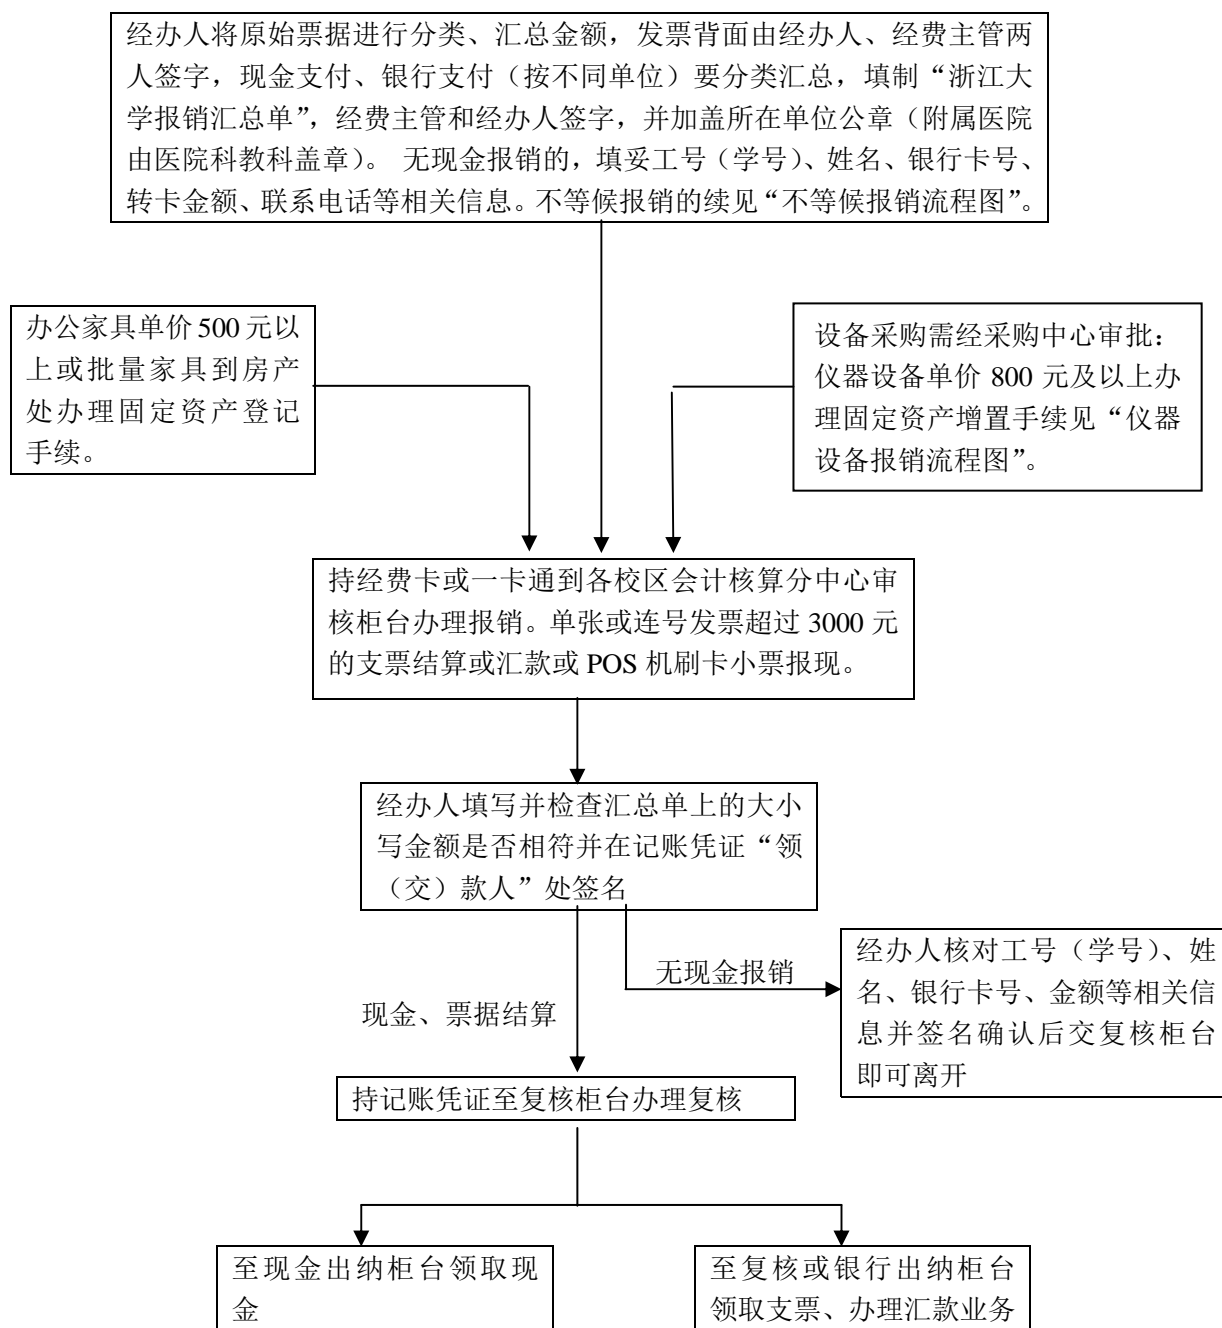 经办人将原始票据进行分类、汇总金额，发票背面由经办人、经费主管两
人签字，现金支付、银行支付（按不同单位）要分类汇总，填制“浙江大
学报销汇总单”，经费主管和经办人签字，并加盖所在单位公章（附属医院
由医院科教科盖章）。 无现金报销的，填妥工号（学号）、姓名、银行卡号、
转卡金额、联系电话等相关信息。不等候报销的续见“不等候报销流程图”。
办公家具单价 500 元以
上或批量家具到房产
处办理固定资产登记
手续。
设备采购需经采购中心审批：
仪器设备单价 800 元及以上办
理固定资产增置手续见“仪器
设备报销流程图”。
持经费卡或一卡通到各校区会计核算分中心审
核柜台办理报销。单张或连号发票超过 3000 元
的支票结算或汇款或 POS 机刷卡小票报现。
经办人填写并检查汇总单上的大小
写金额是否相符并在记账凭证“领
（交）款人”处签名
无现金报销
经办人核对工号（学号）、姓
名、银行卡号、金额等相关信
息并签名确认后交复核柜台
即可离开
现金、票据结算
持记账凭证至复核柜台办理复核
至现金出纳柜台领取现
金
至复核或银行出纳柜台
领取支票、办理汇款业务